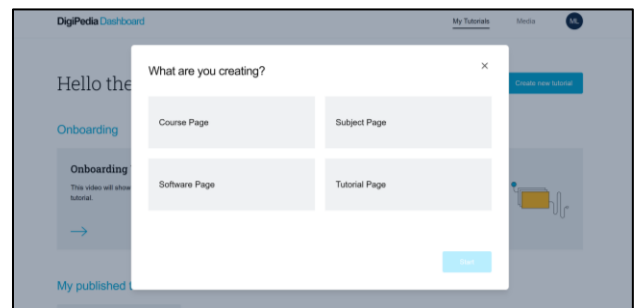 DigiPedia Dashboard
My Tutorials
Media
ML
What are you creating?
Hello the
Create new tutorial
Course Page
Subject Page
Onboarding
Onboarding
This video will show
tutorial.
Software Page
Tutorial Page
Start
My published t